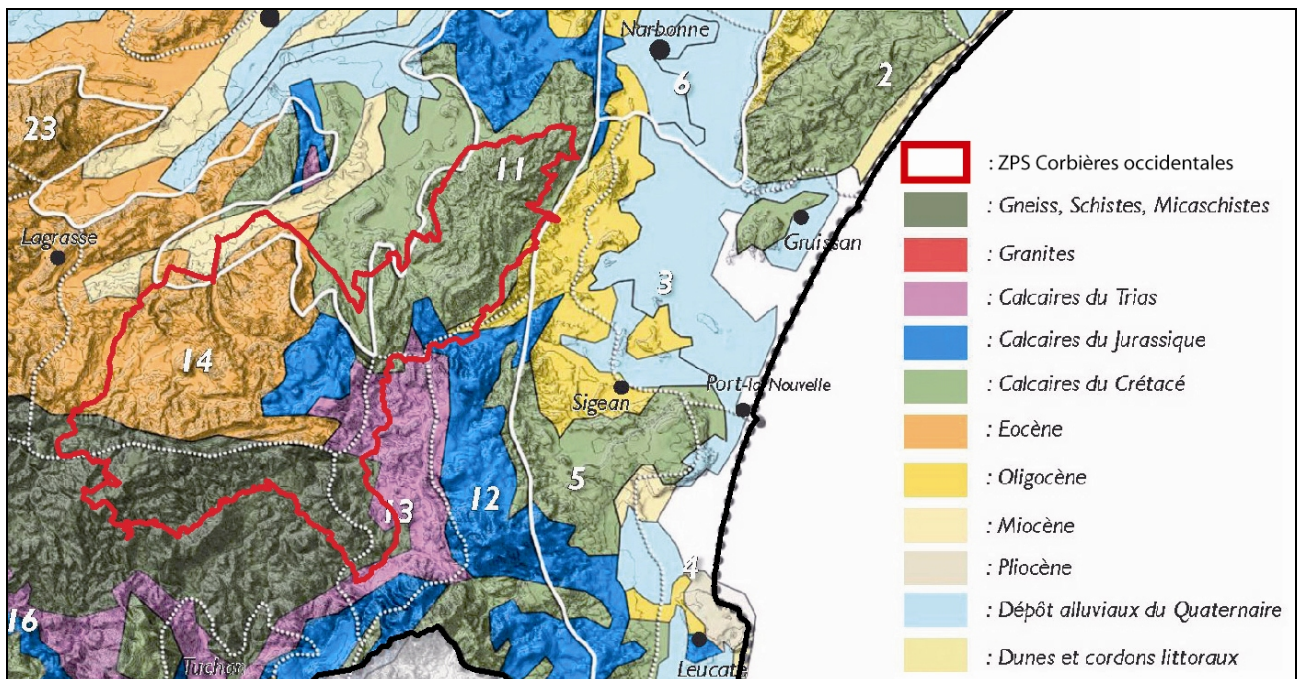 Narbonne
6
2
23
11
Lagrasse
Gruissan
3
14
Port-la Nouvelle
Sigean
5
13
12
4
16
Tuchan
Leucate
: ZPS Corbières occidentales
: Gneiss, Schistes, Micaschistes
: Granites
: Calcaires du Trias
: Calcaires du Jurassique
: Calcaires du Crétacé
: Eocène
: Oligocène
: Miocène
: Pliocène
: Dépôt alluviaux du Quaternaire
: Dunes et cordons littoraux